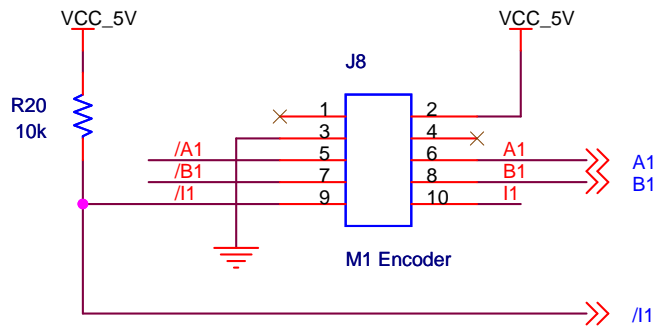 VCC_5V
VCC_5V
J8
R20
10k
1
2
3
4
/A1
5
6
A1
A1
/B1
7
8
B1
B1
/I1
9
10
I1
M1 Encoder
/I1